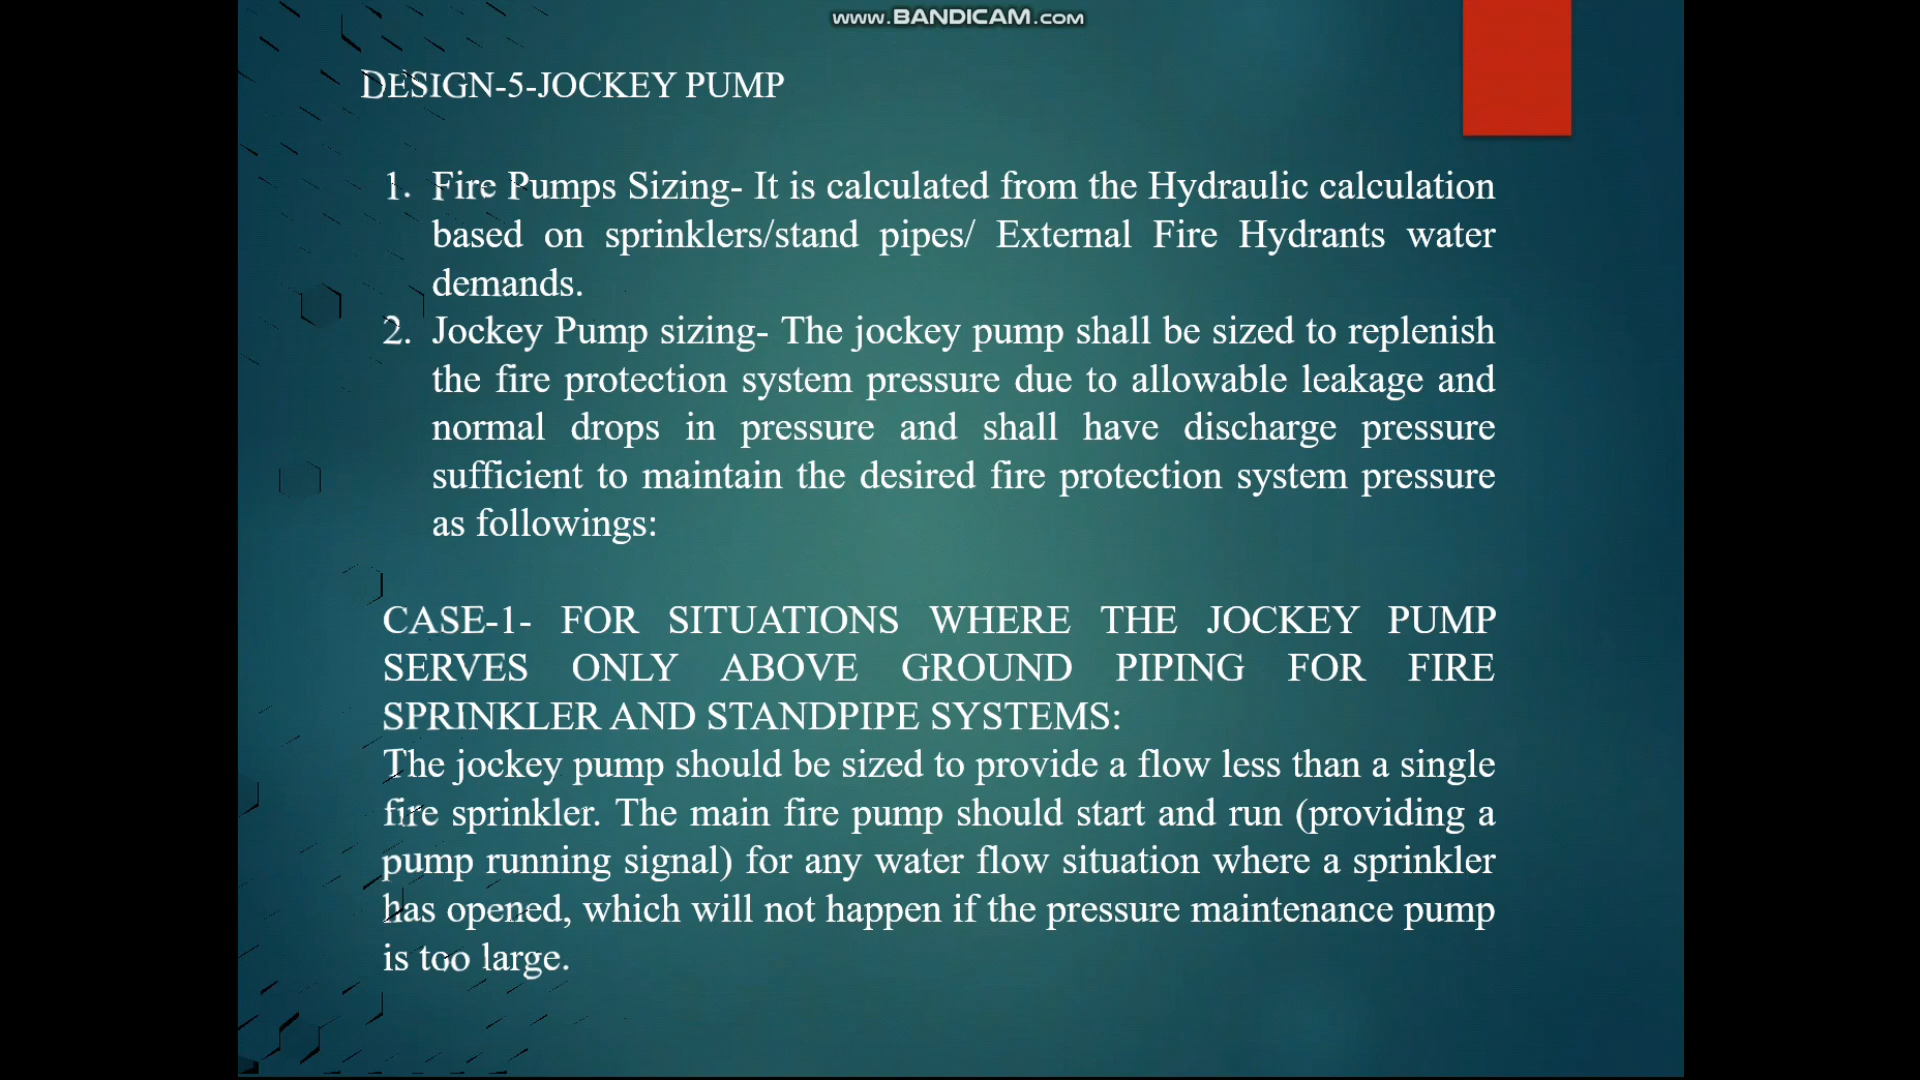 www.BANDICAM.com
DESIGN-5-JOCKEY PUMP
1. Fire Pumps Sizing- It is calculated from the Hydraulic calculation
based on sprinklers/stand pipes/ External Fire Hydrants water
demands.
2. Jockey Pump sizing- The jockey pump shall be sized to replenish
the fire protection system pressure due to allowable leakage and
normal drops in pressure and shall have discharge pressure
sufficient to maintain the desired fire protection system pressure
as followings:
CASE-1- FOR SITUATIONS WHERE THE JOCKEY PUMP
SERVES ONLY ABOVE GROUND PIPING FOR FIRE
SPRINKLER AND STANDPIPE SYSTEMS:
The jockey pump should be sized to provide a flow less than a single
fire sprinkler. The main fire pump should start and run (providing a
pump running signal) for any water flow situation where a sprinkler
has opened, which will not happen if the pressure maintenance pump
is too large.